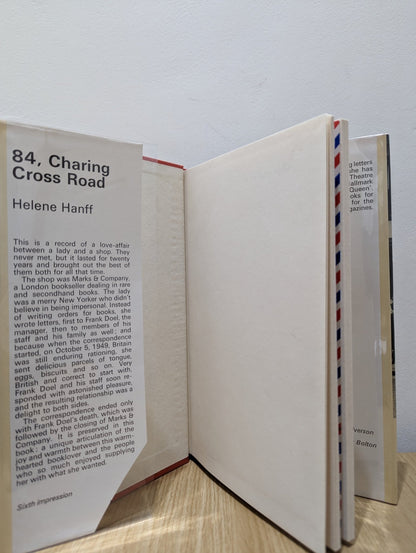 84, Charing
Cross Road
Helene Hanff
This is a record of a love-affair
between a lady and a shop. They
never met, but it lasted for twenty
years and brought out the best of
them both for all that time.
The shop was Marks & Company,
a London bookseller dealing in rare
and secondhand books. The lady
was a merry New Yorker who didn't
believe in being impersonal. Instead
of writing orders for books, she
wrote letters, first to Frank Doel, the
manager, then to members of his
staff and his family as well; and
because when the correspondence
started, on October 5, 1949, Britain
was still enduring rationing, she
sent delicious parcels of tongue,
eggs, biscuits and so on. Very
British and correct to start with,
Frank Doel and his staff soon re-
sponded with astonished pleasure,
and the resulting relationship was a
delight to both sides.
The correspondence ended only
with Frank Doel's death, which was
followed by the closing of Marks &
Company. It is preserved in this
book: a unique articulation of the
joy and warmth between this warm-
hearted booklover and the people
who so much enjoyed supplying
her with what she wanted.
Sixth impression
g letters
she has
Theatre
allmark
Queen'.
oks for
for the
gazines.
verson
Bolton